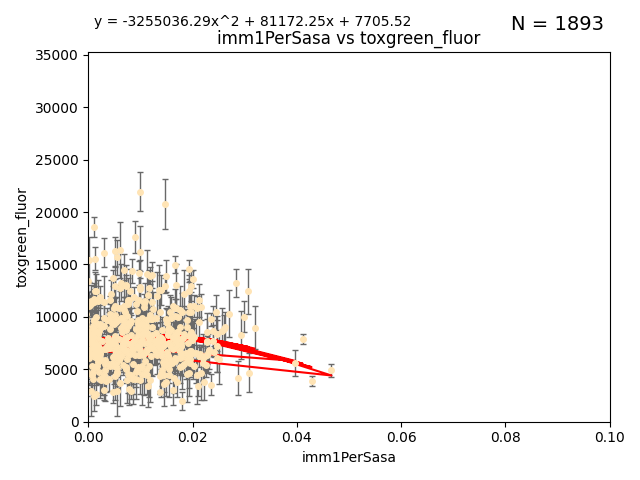 y = -3255036.29x^2 + 81172.25x + 7705.52
N = 1893
imm1PerSasa vs toxgreen_fluor
35000
30000
25000
20000
15000
10000
5000
0
toxgreen_fluor
0.00 0.02 0.04 0.06 0.08 0.10
imm1PerSasa